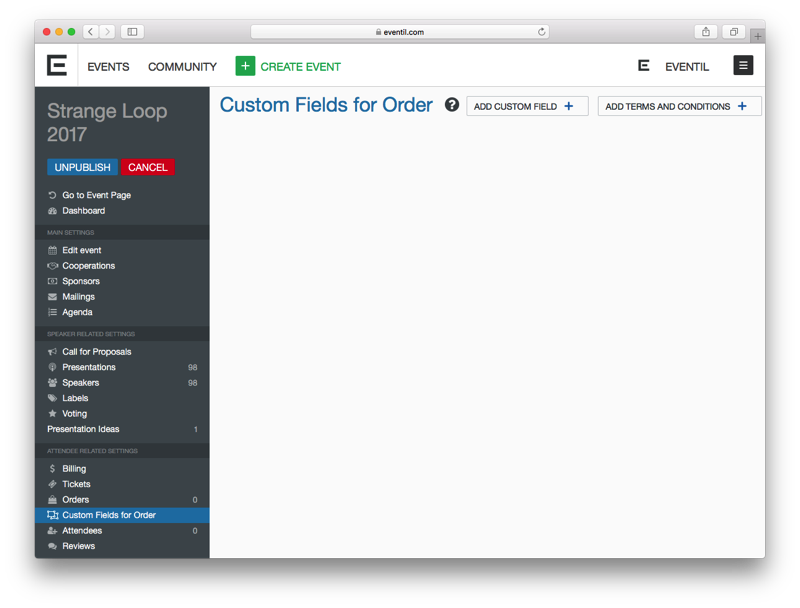 eventil.com
EVENTS
COMMUNITY
+ CREATE EVENT
EVENTIL
Strange Loop
2017
UNPUBLISH
CANCEL
Go to Event Page
Dashboard
MAIN SETTINGS
Edit event
Cooperations
Sponsors
Mailings
Agenda
SPEAKER RELATED SETTINGS
Call for Proposals
Presentations 98
Speakers 98
Labels
Voting
Presentation Ideas 1
ATTENDEE RELATED SETTINGS
Billing
Tickets
Orders 0
Custom Fields for Order
Attendees 0
Reviews
Custom Fields for Order ?
ADD CUSTOM FIELD +
ADD TERMS AND CONDITIONS +